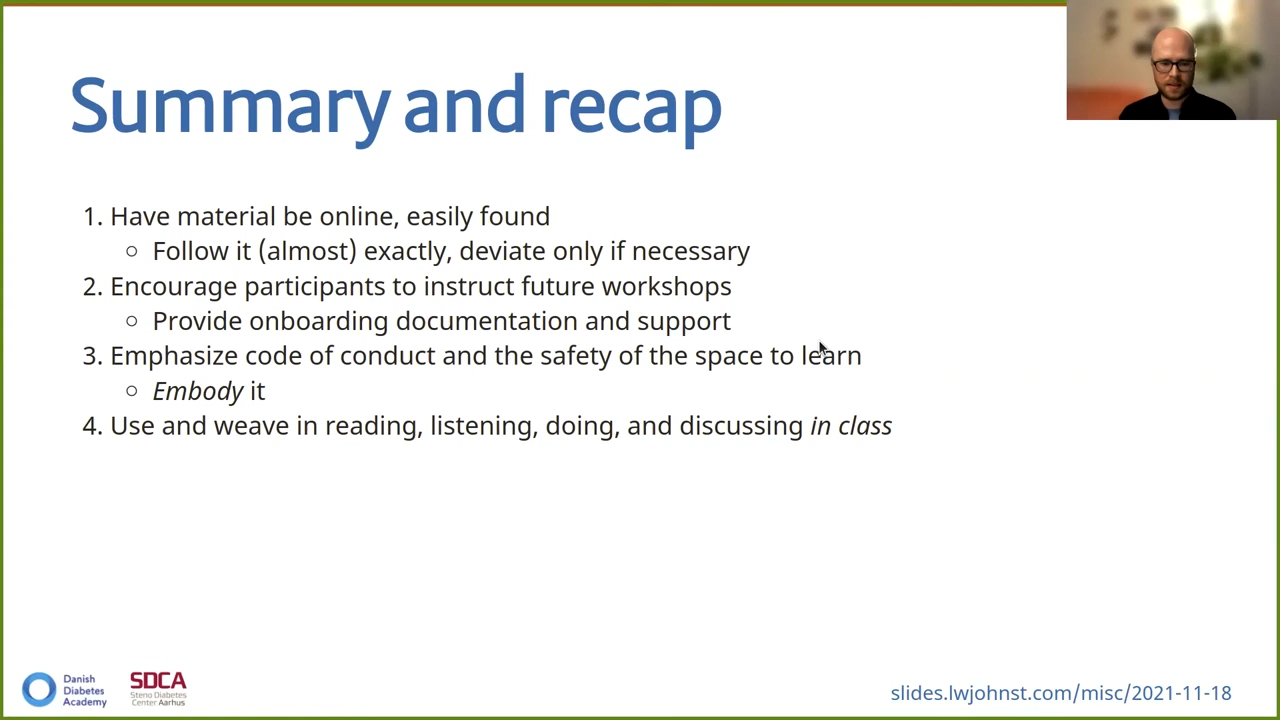 Summary and recap
1. Have material be online, easily found
○ Follow it (almost) exactly, deviate only if necessary
2. Encourage participants to instruct future workshops
○ Provide onboarding documentation and support
3. Emphasize code of conduct and the safety of the space to learn
○ Embody it
4. Use and weave in reading, listening, doing, and discussing in class
Danish
Diabetes
Academy
SDCA
Steno Diabetes
Center Aarhus
slides.lwjohnst.com/misc/2021-11-18